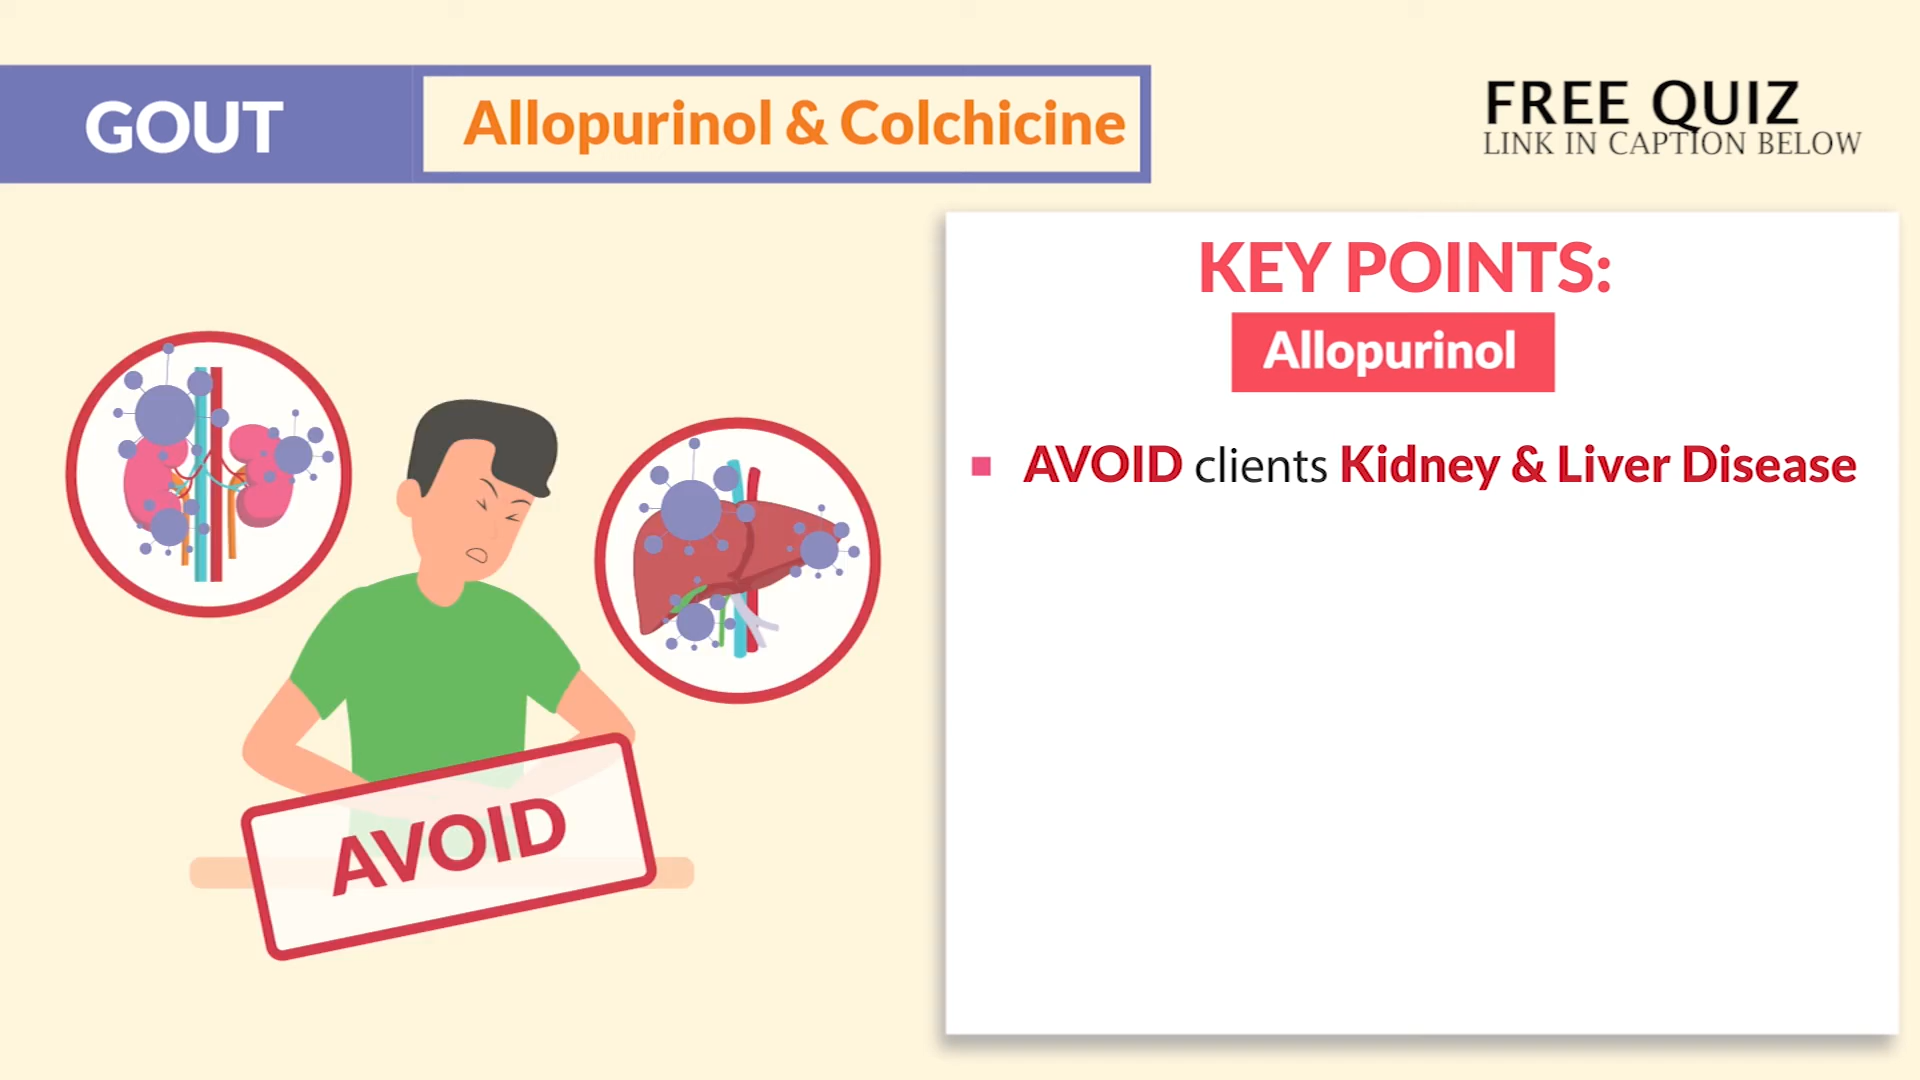 GOUT
Allopurinol & Colchicine
FREE QUIZ
LINK IN CAPTION BELOW
KEY POINTS:
Allopurinol
▪ AVOID clients Kidney & Liver Disease
AVOID